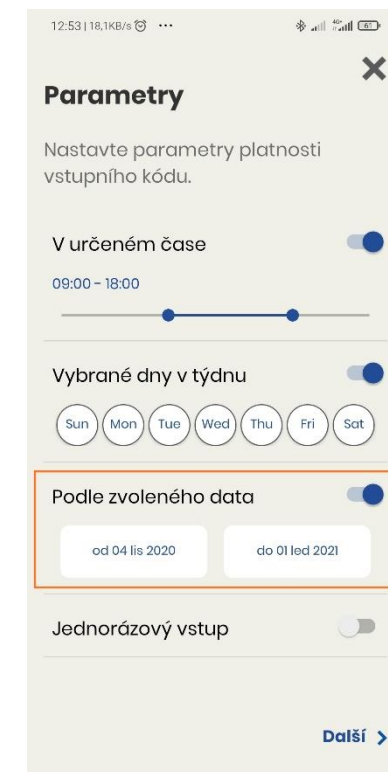 12:53 | 18,1KB/s
Parametry
Nastavte parametry platnosti
vstupního kódu.
V určeném čase
09:00 - 18:00
Vybrané dny v týdnu
Sun Mon Tue Wed Thu Fri Sat
Podle zvoleného data
od 04 lis 2020 do 01 led 2021
Jednorázový vstup
Další